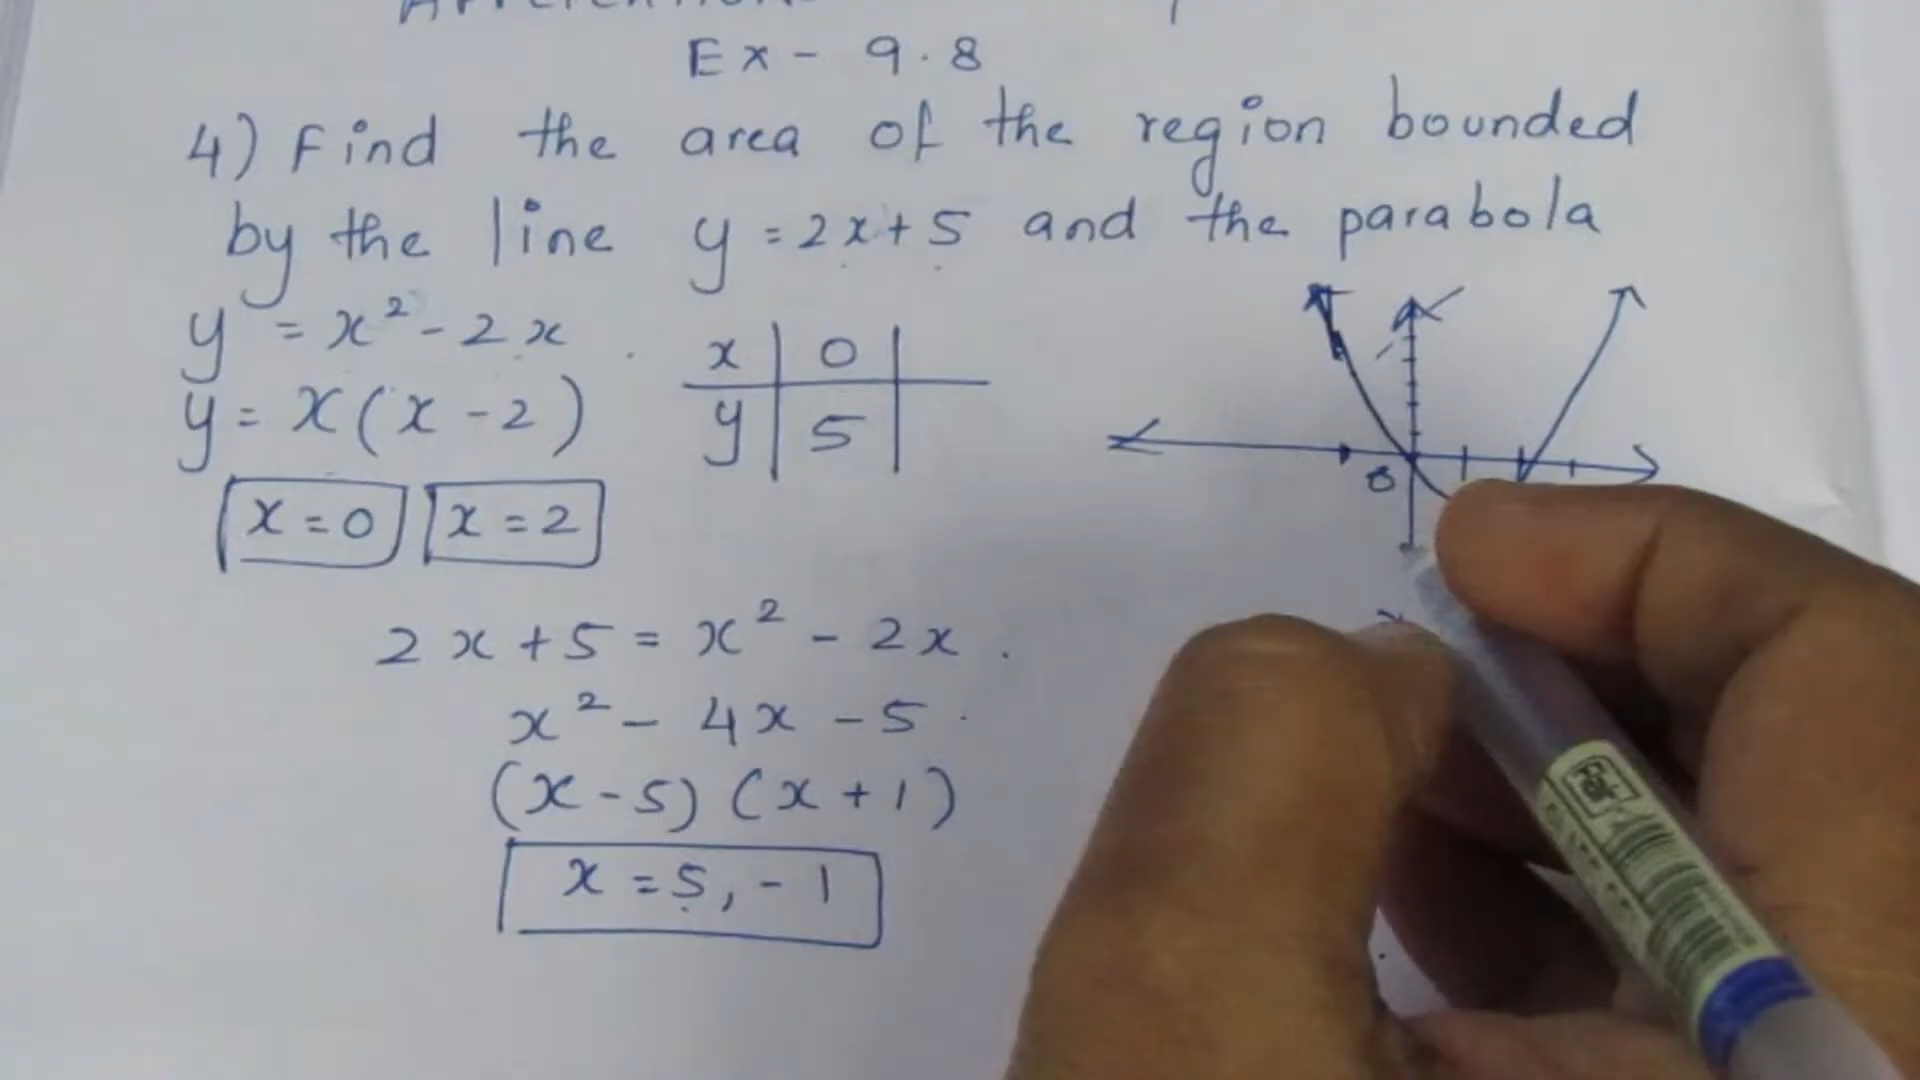 Ex - 9.8
4) Find the area of the region bounded
by the line y = 2x + 5 and the parabola
y = x² - 2x
y = x(x - 2)
x | 0 |
y | 5 |
x = 0 x = 2
2x + 5 = x² - 2x
x² - 4x - 5
(x - 5) (x + 1)
x = 5, -1